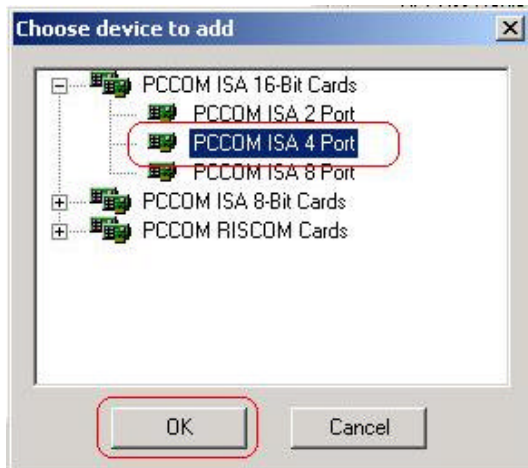 Choose device to add
PCCOM ISA 16-Bit Cards
PCCOM ISA 2 Port
PCCOM ISA 4 Port
PCCOM ISA 8 Port
PCCOM ISA 8-Bit Cards
PCCOM RISCOM Cards
OK Cancel